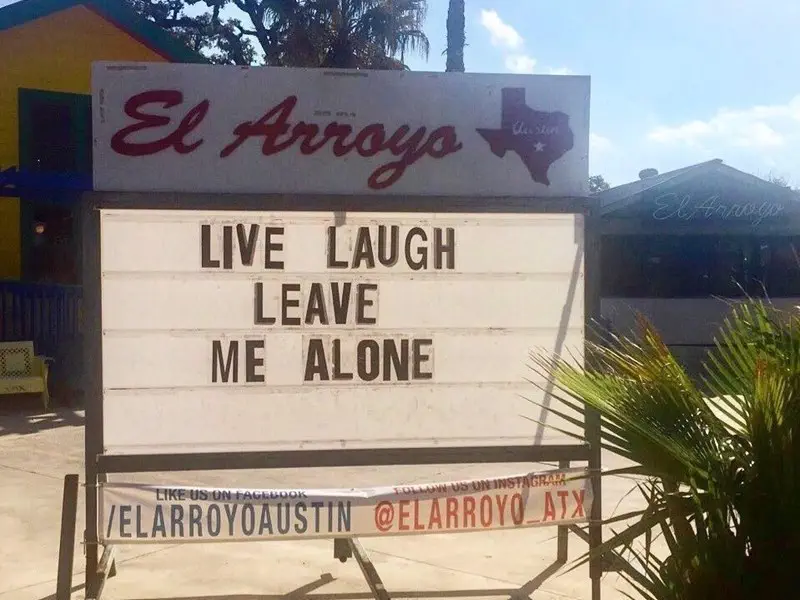 El Arroyo
Austin
El Arroyo
LIVE LAUGH
LEAVE
ME ALONE
LIKE US ON FACEBOOK
/ELARROYOAUSTIN
FOLLOW US ON INSTAGRAM
@ELARROYO_ATX